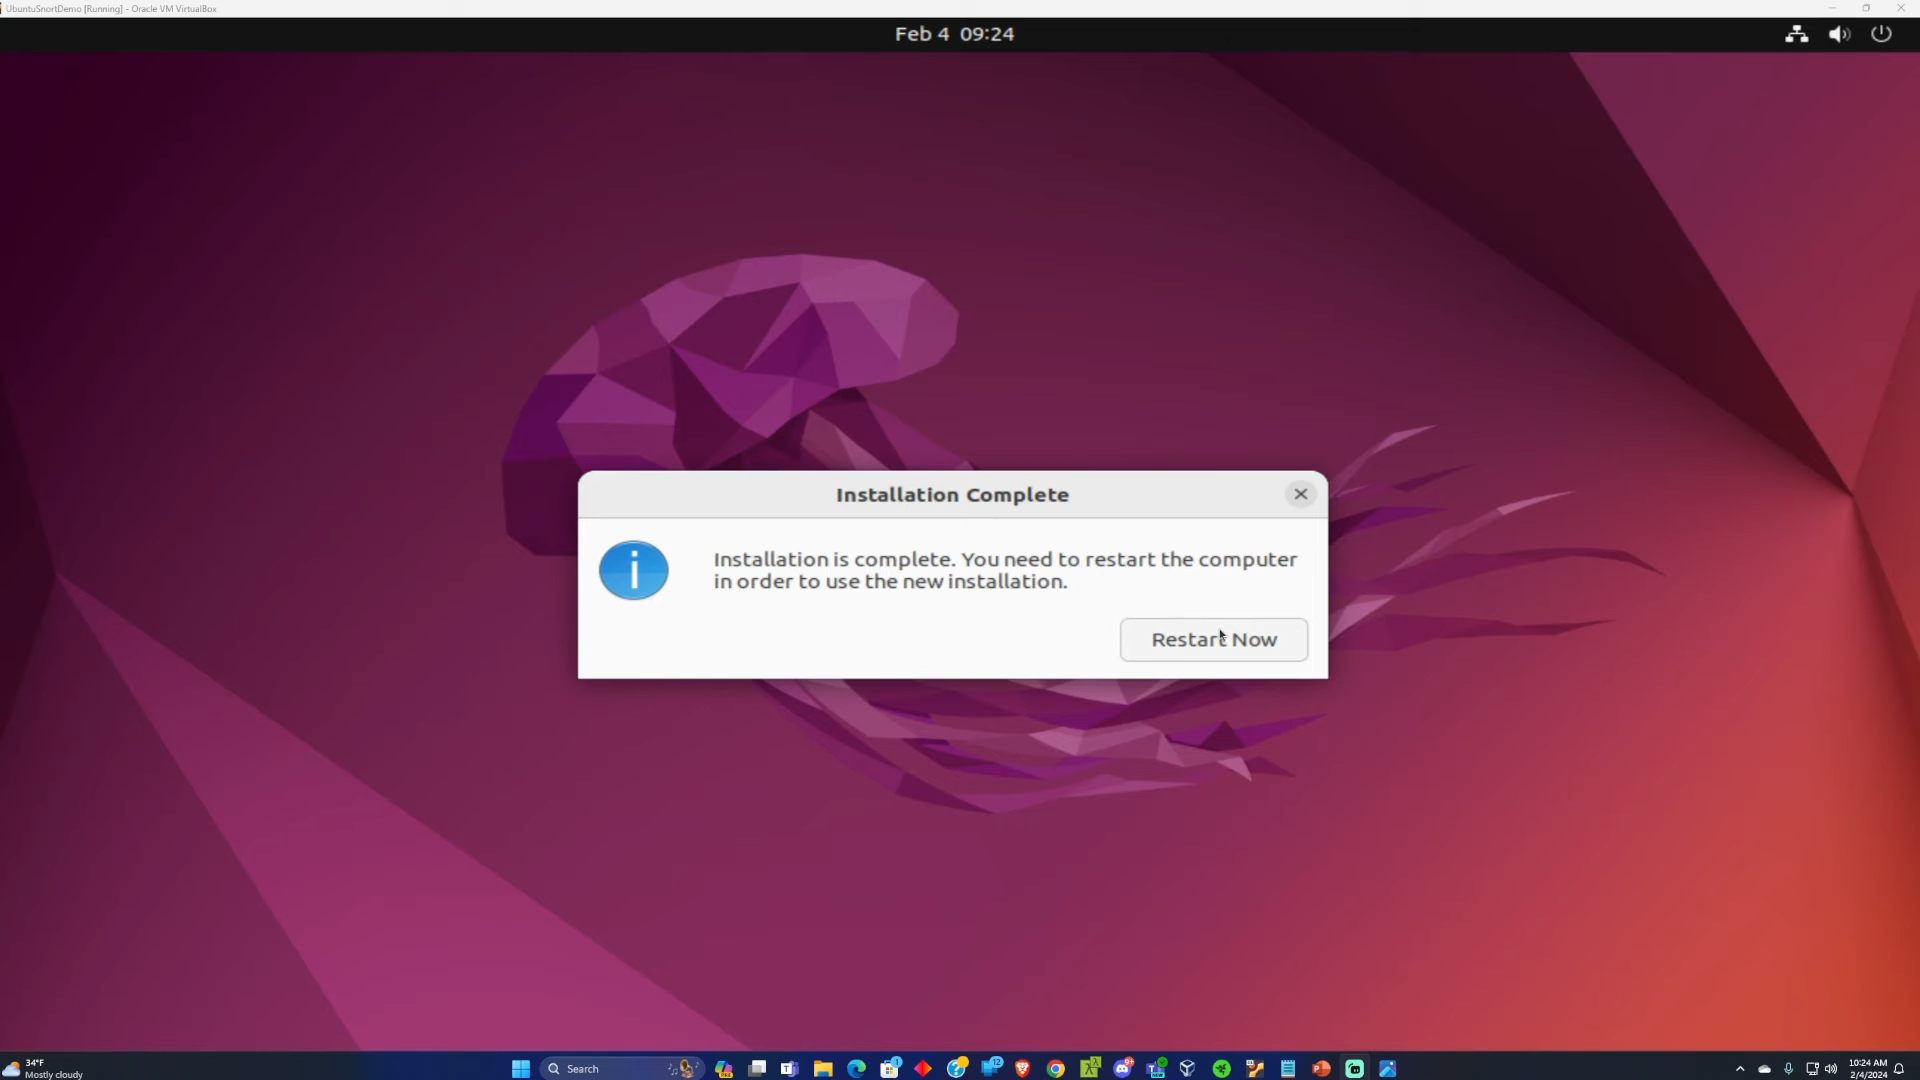 UbuntuSnortDemo [Running] - Oracle VM VirtualBox
Feb 4 09:24
Installation Complete
Installation is complete. You need to restart the computer
in order to use the new installation.
Restart Now
34°F
Mostly cloudy
Search
10:24 AM
2/4/2024